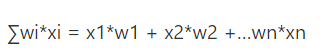 ∑wi*xi = x1*w1 + x2*w2 +...wn*xn